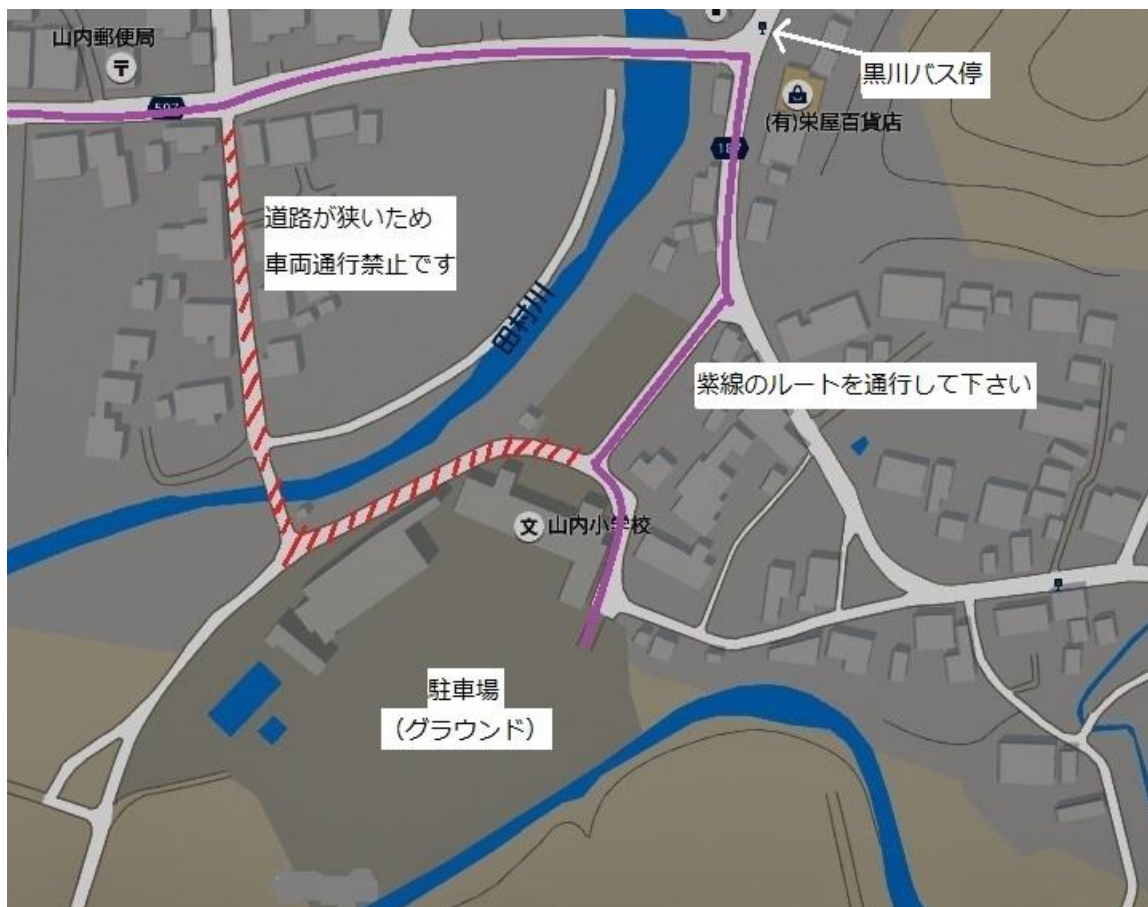 山内郵便局
〒
黒川バス停
(有)栄屋百貨店
187
道路が狭いため
車両通行禁止です
田村川
紫線のルートを通行して下さい
文 山内小学校
駐車場
(グラウンド)